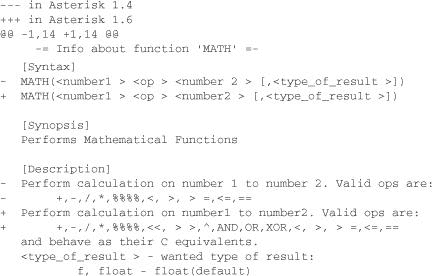 --- in Asterisk 1.4
+++ in Asterisk 1.6
@@ -1,14 +1,14 @@
-= Info about function 'MATH' =-
[Syntax]
- MATH(<number1 > <op > <number 2 > [,<type_of_result >])
+ MATH(<number1 > <op > <number2 > [,<type_of_result >])
[Synopsis]
Performs Mathematical Functions
[Description]
- Perform calculation on number 1 to number 2. Valid ops are:
- +,-,/,*,%%%%,<, >, > =,<=,==
+ Perform calculation on number1 to number2. Valid ops are:
+ +,-,/,*,%%%%,<<, > >,^,AND,OR,XOR,<, >, > =,<=,==
and behave as their C equivalents.
<type_of_result > - wanted type of result:
f, float - float(default)